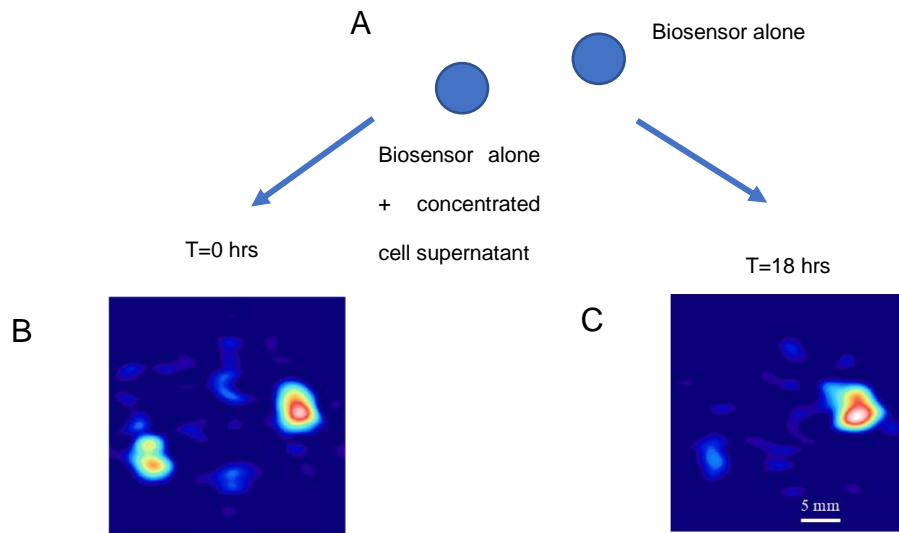 A
Biosensor alone
Biosensor alone
+ concentrated
cell supernatant
T=0 hrs
T=18 hrs
B
C
5 mm